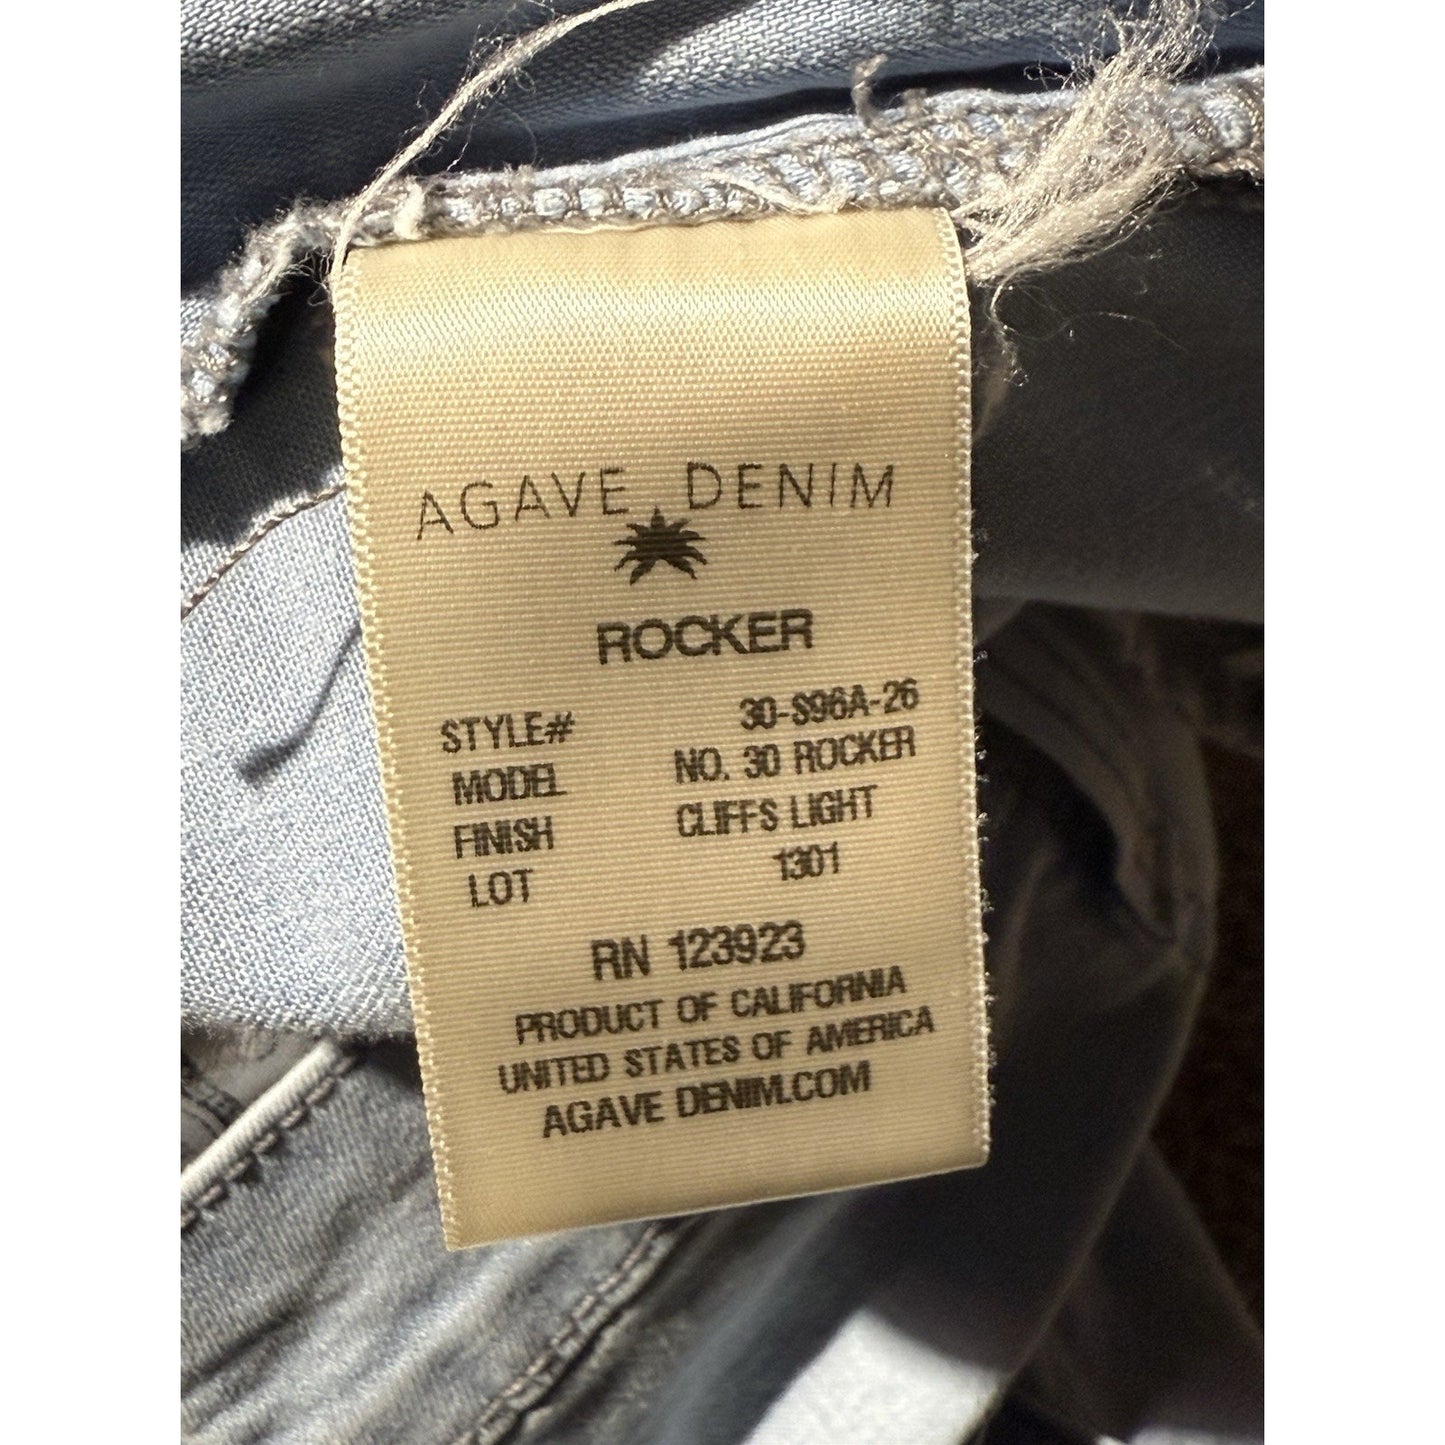 AGAVE DENIM
ROCKER
STYLE# 30-S96A-26
MODEL NO. 30 ROCKER
FINISH CLIFFS LIGHT
LOT 1301
RN 123923
PRODUCT OF CALIFORNIA
UNITED STATES OF AMERICA
AGAVE DENIM.COM